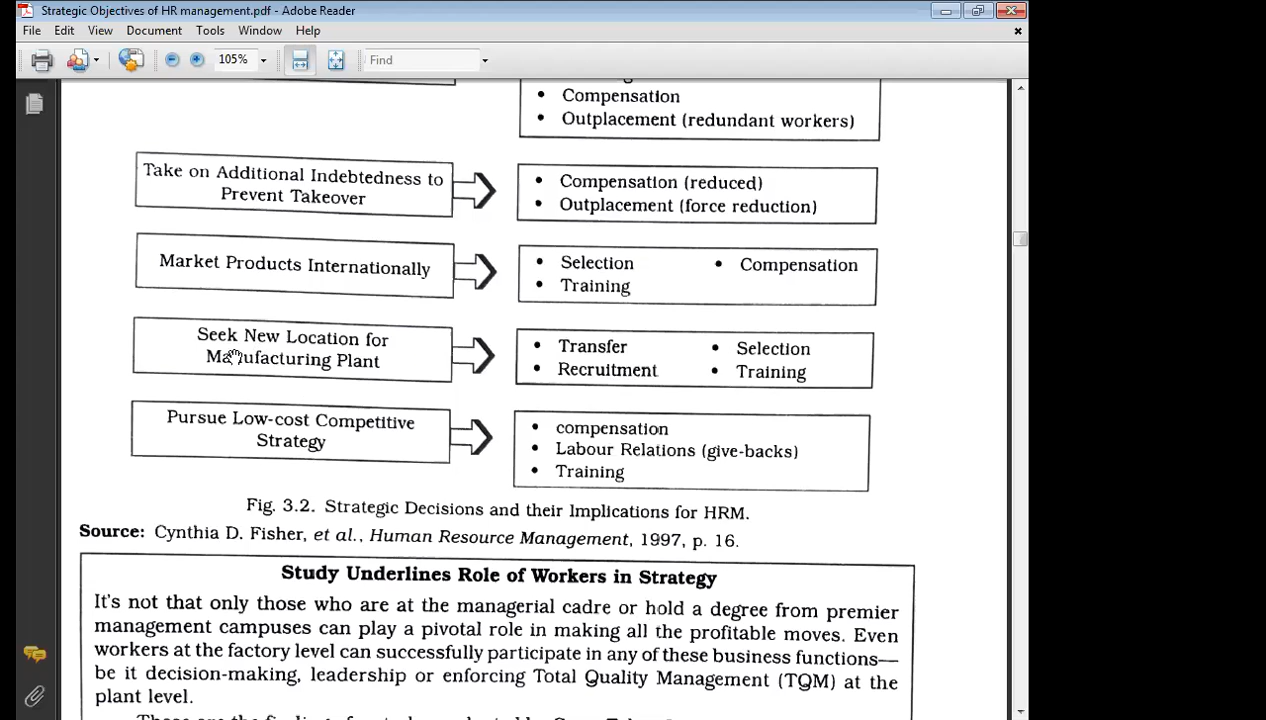 Strategic Objectives of HR management.pdf - Adobe Reader
File Edit View Document Tools Window Help
105% Find
• Compensation
• Outplacement (redundant workers)
Take on Additional Indebtedness to
Prevent Takeover
• Compensation (reduced)
• Outplacement (force reduction)
Market Products Internationally
• Selection • Compensation
• Training
Seek New Location for
Manufacturing Plant
• Transfer • Selection
• Recruitment • Training
Pursue Low-cost Competitive
Strategy
• compensation
• Labour Relations (give-backs)
• Training
Fig. 3.2. Strategic Decisions and their Implications for HRM.
Source: Cynthia D. Fisher, et al., Human Resource Management, 1997, p. 16.
Study Underlines Role of Workers in Strategy
It's not that only those who are at the managerial cadre or hold a degree from premier
management campuses can play a pivotal role in making all the profitable moves. Even
workers at the factory level can successfully participate in any of these business functions—
be it decision-making, leadership or enforcing Total Quality Management (TQM) at the
plant level.